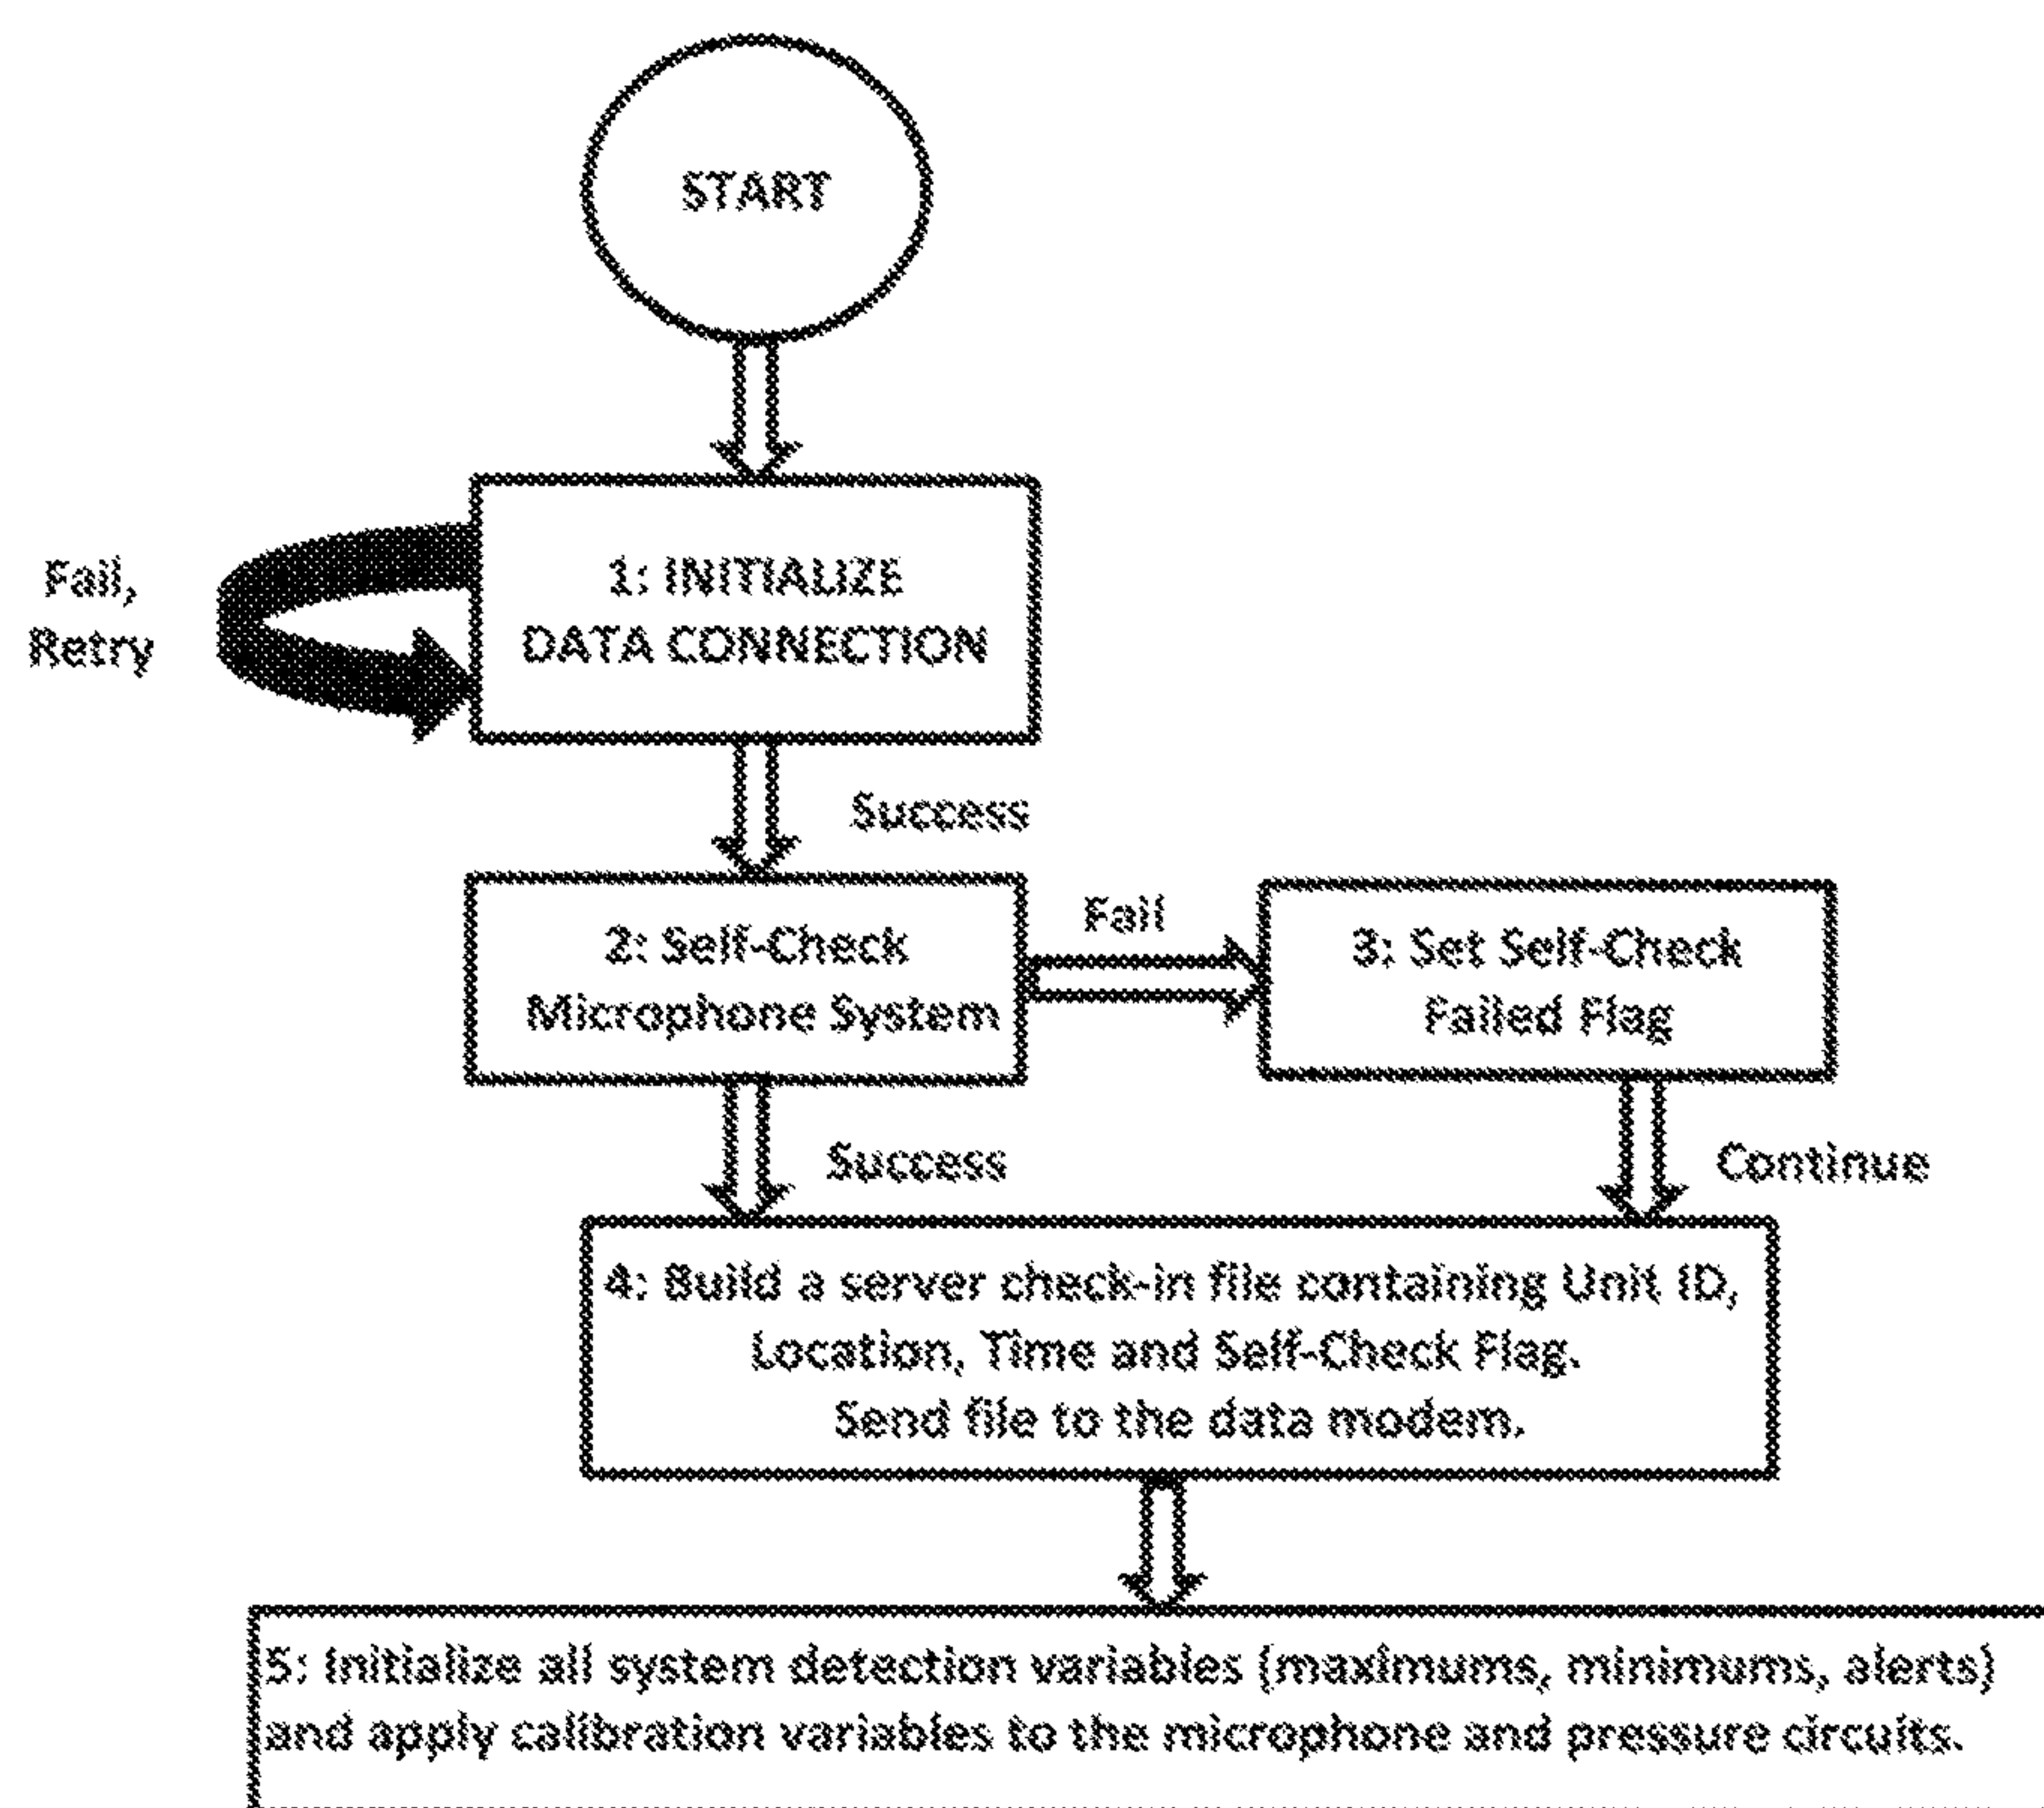 START
Fail,
Retry
1: INITIALIZE
DATA CONNECTION
Success
2: Self-Check
Microphone System
Fail
3: Set Self-Check
Failed Flag
Success
Continue
4: Build a server check-in file containing Unit ID,
Location, Time and Self-Check Flag.
Send file to the data modem.
5: Initialize all system detection variables (maximums, minimums, alerts)
and apply calibration variables to the microphone and pressure circuits.